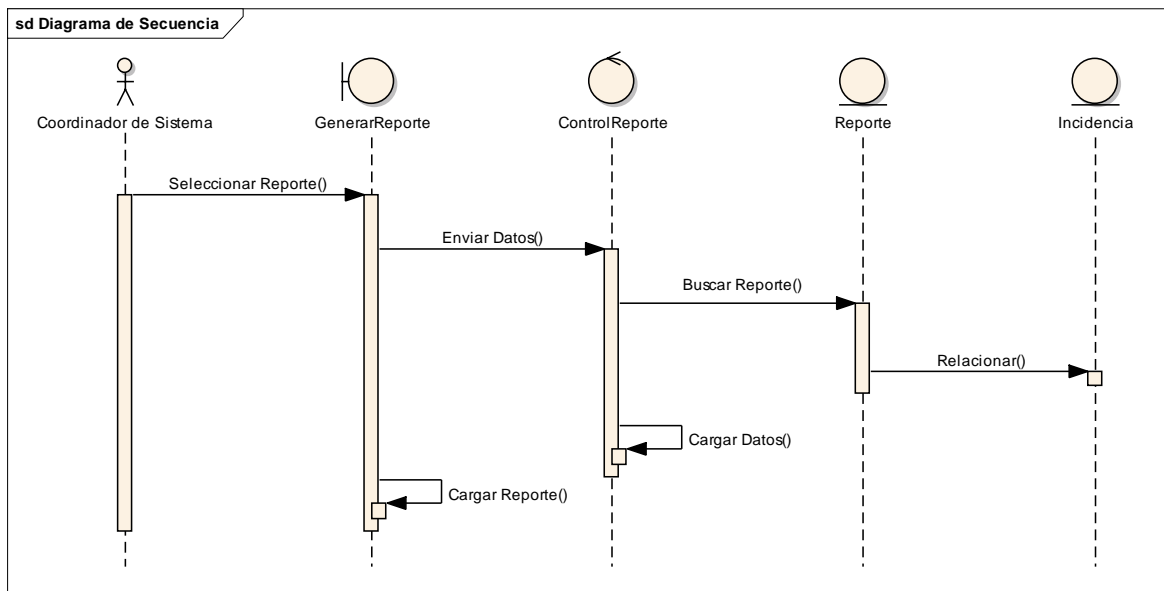 sd Diagrama de Secuencia
Coordinador de Sistema
GenerarReporte
ControlReporte
Reporte
Incidencia
Seleccionar Reporte()
Enviar Datos()
Buscar Reporte()
Relacionar()
Cargar Datos()
Cargar Reporte()